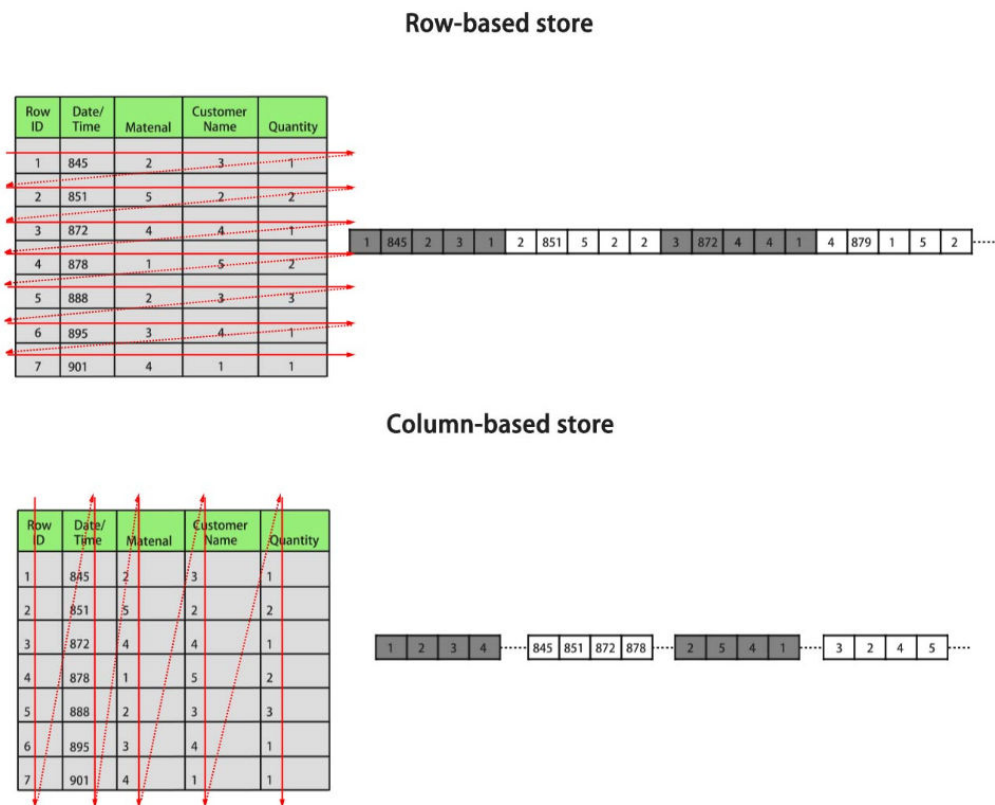 Row-based store
Row ID Date/Time Matenal Customer Name Quantity
1 845 2 3 1
2 851 5 2 2
3 872 4 4 1
4 878 1 5 2
5 888 2 3 3
6 895 3 4 1
7 901 4 1 1
1 845 2 3 1 2 851 5 2 2 3 872 4 4 1 4 879 1 5 2
Column-based store
Row ID Date/Time Matenal Customer Name Quantity
1 845 2 3 1
2 851 5 2 2
3 872 4 4 1
4 878 1 5 2
5 888 2 3 3
6 895 3 4 1
7 901 4 1 1
1 2 3 4 845 851 872 878 2 5 4 1 3 2 4 5